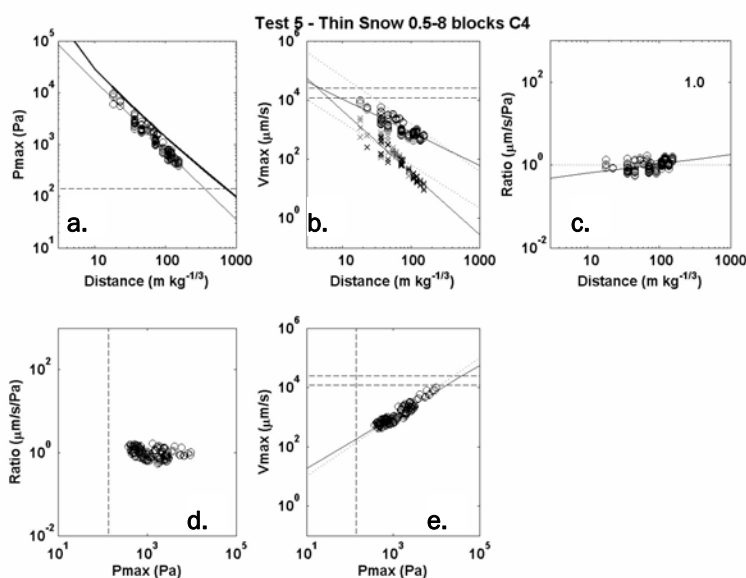 Test 5 - Thin Snow 0.5-8 blocks C4
10^5
10^4
10^3
10^2
10^1
Pmax (Pa)
a.
10
100
1000
Distance (m kg^-1/3)
10^6
10^4
10^2
10^0
Vmax (μm/s)
b.
10
100
1000
Distance (m kg^-1/3)
10^2
10^0
10^-2
Ratio (μm/s/Pa)
1.0
c.
10
100
1000
Distance (m kg^-1/3)
10^2
10^0
10^-2
Ratio (μm/s/Pa)
d.
10^1
10^3
10^5
Pmax (Pa)
10^6
10^4
10^2
10^0
Vmax (μm/s)
e.
10^1
10^3
10^5
Pmax (Pa)